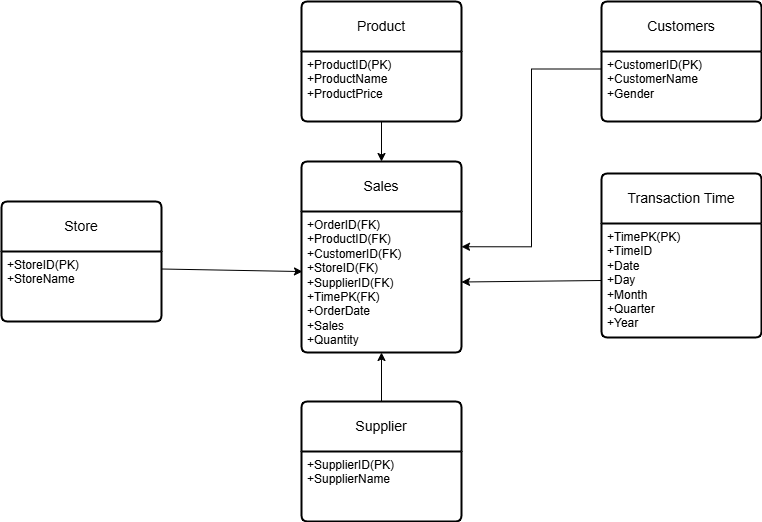 Product
+ProductID(PK)
+ProductName
+ProductPrice
Customers
+CustomerID(PK)
+CustomerName
+Gender
Store
+StoreID(PK)
+StoreName
Sales
+OrderID(FK)
+ProductID(FK)
+CustomerID(FK)
+StoreID(FK)
+SupplierID(FK)
+TimePK(FK)
+OrderDate
+Sales
+Quantity
Transaction Time
+TimePK(PK)
+TimeID
+Date
+Day
+Month
+Quarter
+Year
Supplier
+SupplierID(PK)
+SupplierName